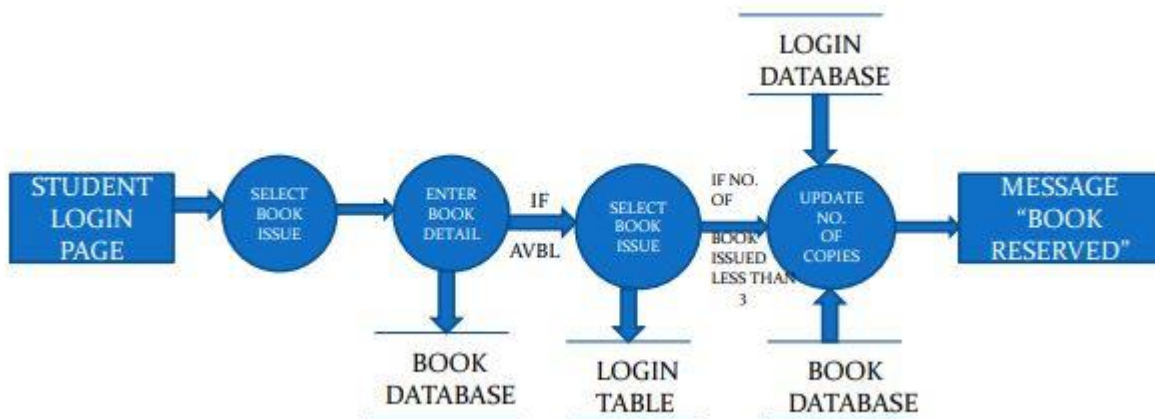 LOGIN
DATABASE
STUDENT
LOGIN
PAGE
SELECT
BOOK
ISSUE
ENTER
BOOK
DETAIL
IF
AVBL
SELECT
BOOK
ISSUE
IF NO.
OF
BOOK
ISSUED
LESS THAN
3
UPDATE
NO.
OF
COPIES
MESSAGE
“BOOK
RESERVED”
BOOK
DATABASE
LOGIN
TABLE
BOOK
DATABASE